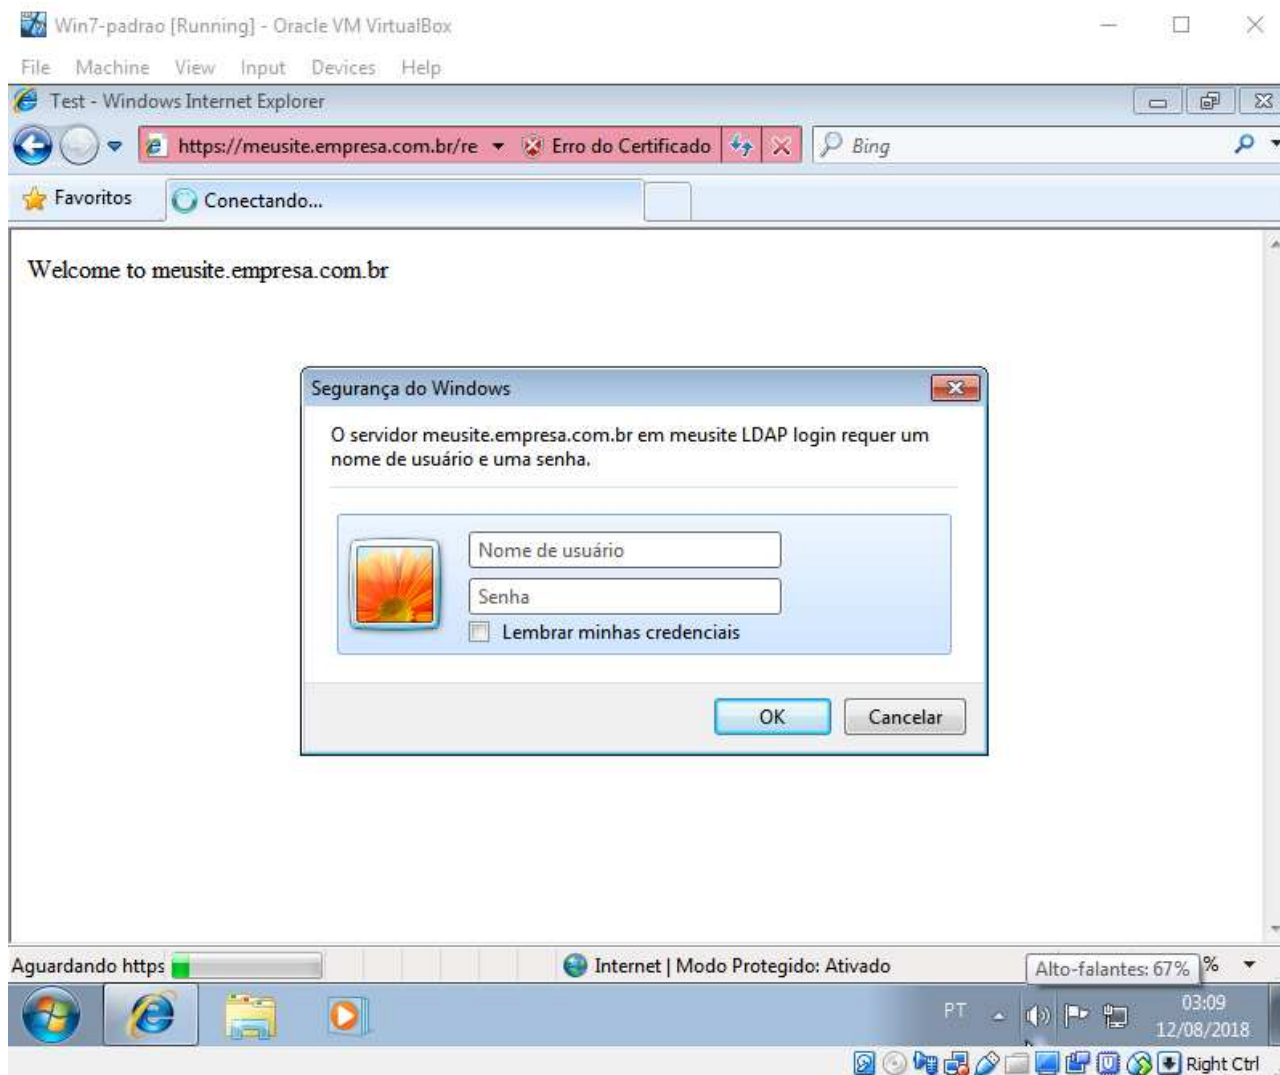 Win7-padrao [Running] - Oracle VM VirtualBox
File Machine View Input Devices Help
Test - Windows Internet Explorer
https://meusite.empresa.com.br/re Erro do Certificado Bing
Favoritos Conectando...
Welcome to meusite.empresa.com.br
Segurança do Windows
O servidor meusite.empresa.com.br em meusite LDAP login requer um
nome de usuário e uma senha.
Nome de usuário
Senha
Lembrar minhas credenciais
OK Cancelar
Aguardando https Internet | Modo Protegido: Ativado Alto-falantes: 67% %
PT 03:09
12/08/2018
Right Ctrl